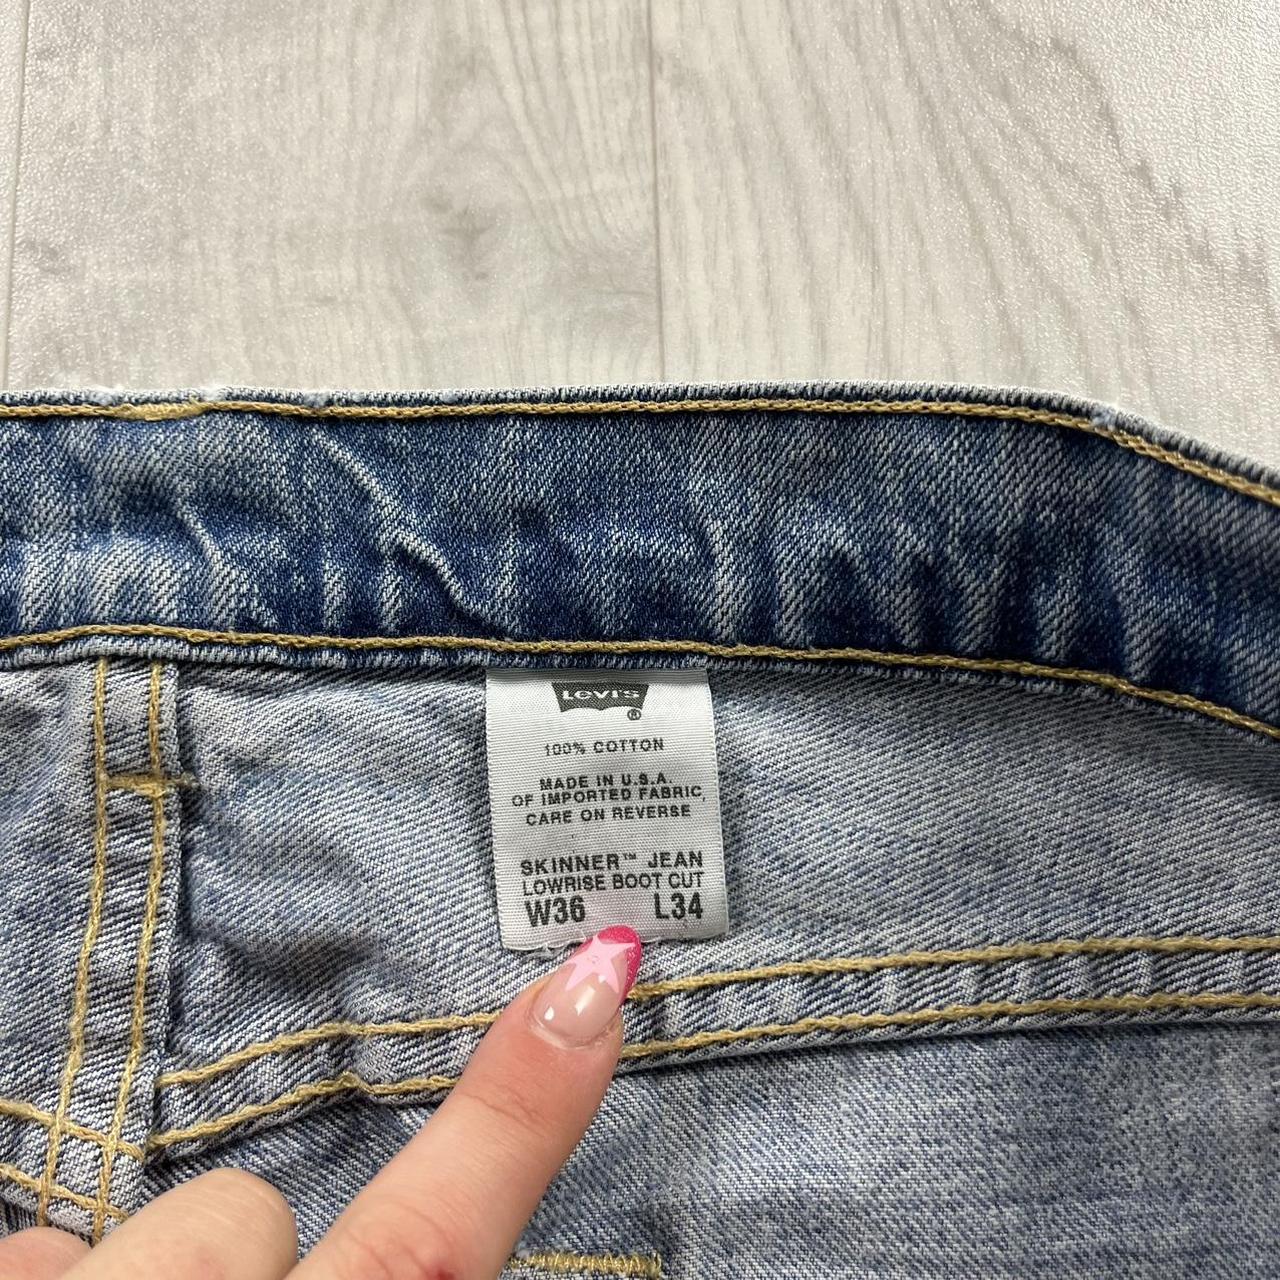 Levi's
®
100% COTTON
MADE IN U.S.A.
OF IMPORTED FABRIC,
CARE ON REVERSE
SKINNER™ JEAN
LOWRISE BOOT CUT
W36 L34